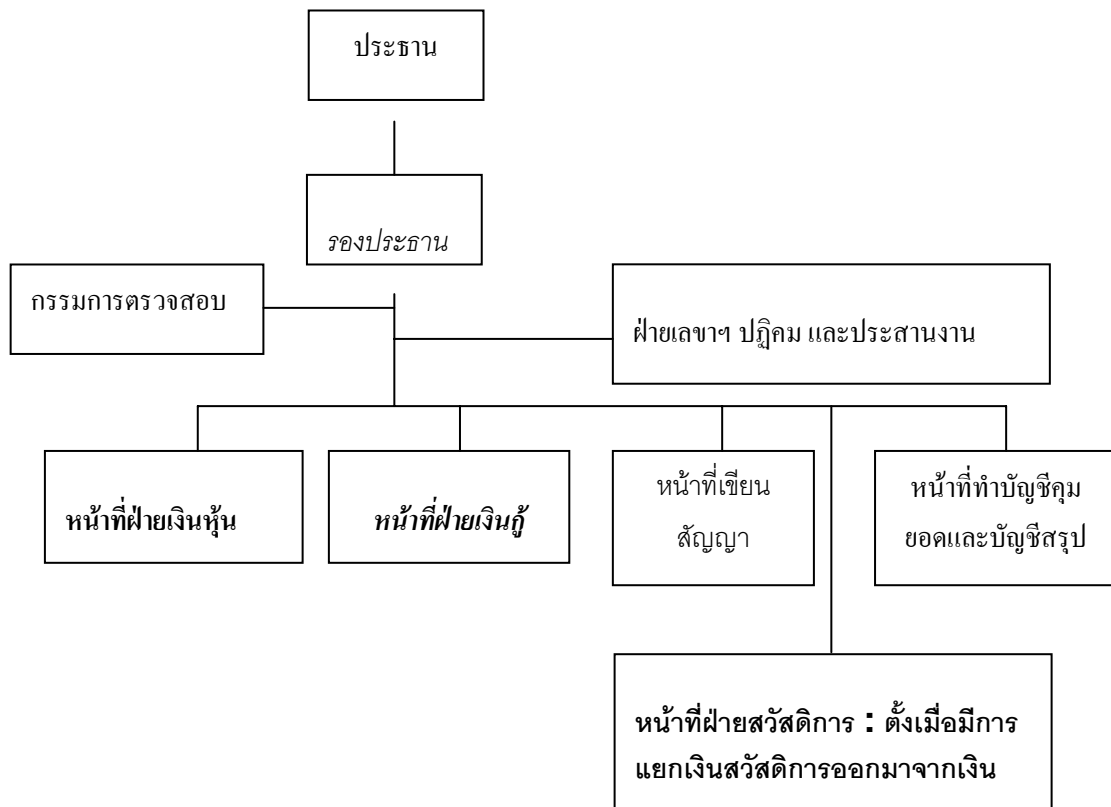 ประธาน
รองประธาน
กรรมการตรวจสอบ
ฝ่ายเลขาฯ ปฏิคม และประสานงาน
หน้าที่ฝ่ายเงินหุ้น
หน้าที่ฝ่ายเงินกู้
หน้าที่เขียน
สัญญา
หน้าที่ทำบัญชีคุม
ยอดและบัญชีสรุป
หน้าที่ฝ่ายสวัสดิการ : ตั้งเมื่อมีการ
แยกเงินสวัสดิการออกมาจากเงิน